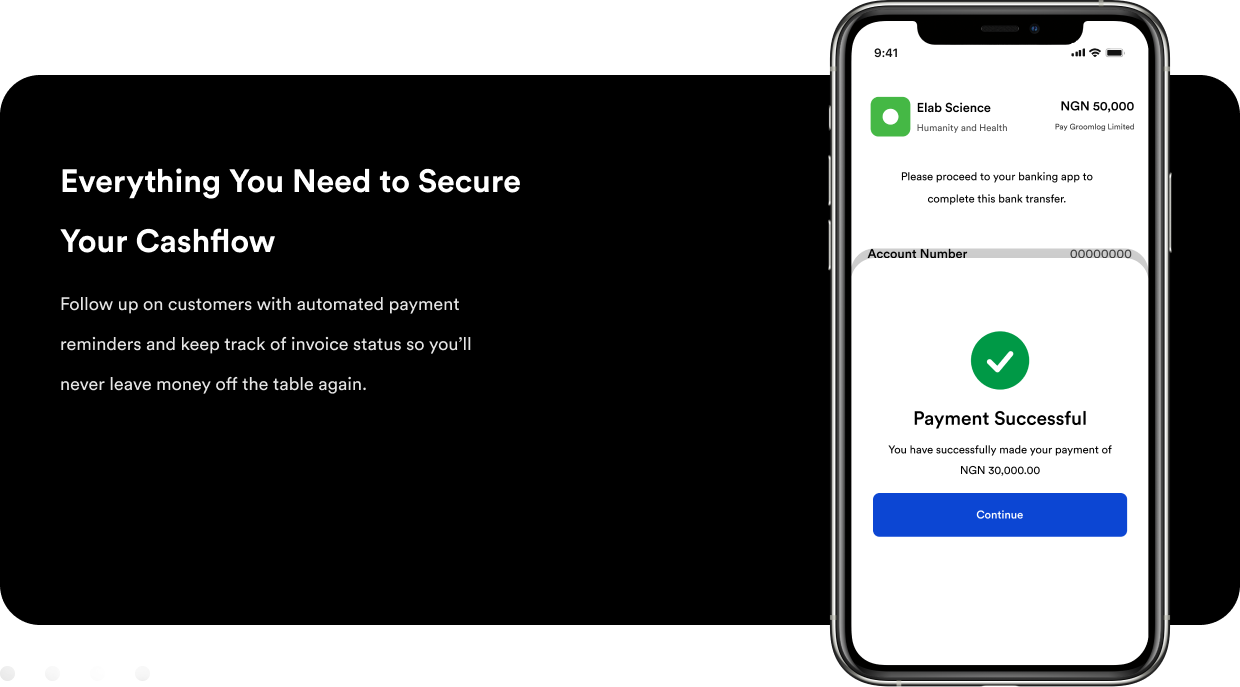 Everything You Need to Secure
Your Cashflow
Follow up on customers with automated payment
reminders and keep track of invoice status so you’ll
never leave money off the table again.
9:41
Elab Science
NGN 50,000
Humanity and Health
Pay Groomlog Limited
Please proceed to your banking app to
complete this bank transfer.
Account Number
00000000
Payment Successful
You have successfully made your payment of
NGN 30,000.00
Continue